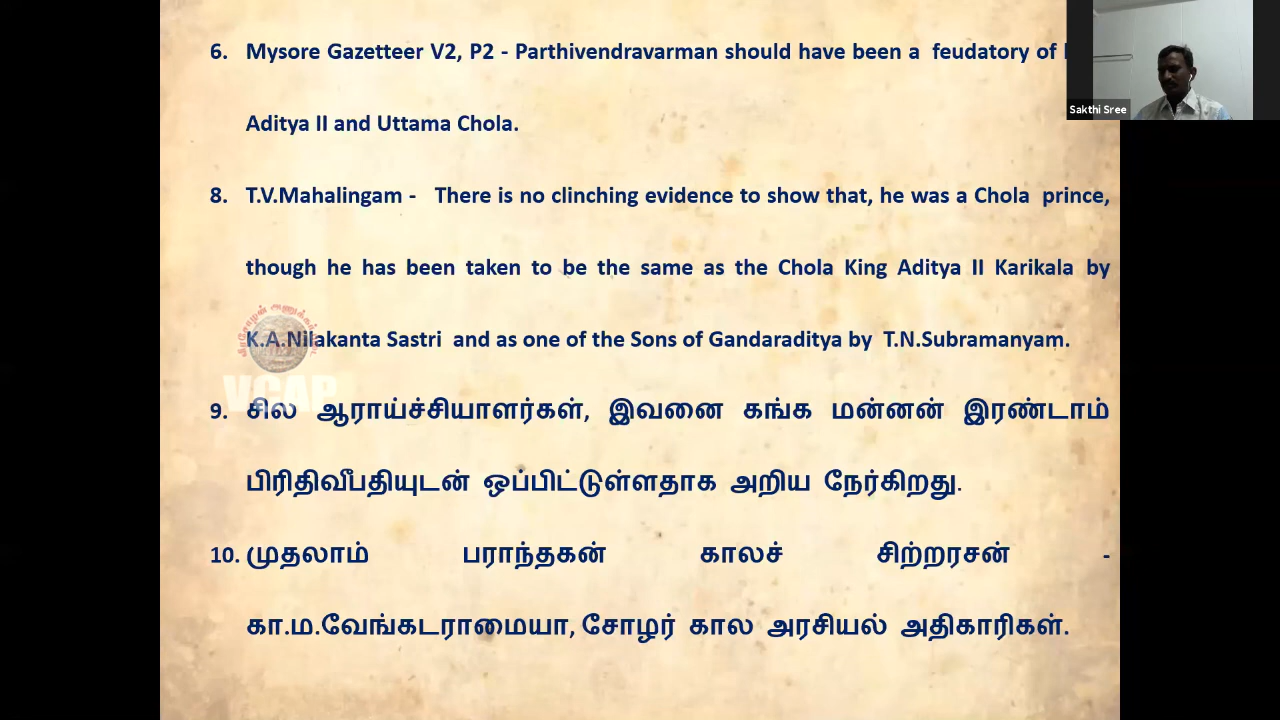 6. Mysore Gazetteer V2, P2 - Parthivendravarman should have been a feudatory of
Aditya II and Uttama Chola.
8. T.V.Mahalingam - There is no clinching evidence to show that, he was a Chola prince,
though he has been taken to be the same as the Chola King Aditya II Karikala by
K.A.Nilakanta Sastri and as one of the Sons of Gandaraditya by T.N.Subramanyam.
9. சில ஆராய்ச்சியாளர்கள், இவனை கங்க மன்னன் இரண்டாம்
பிரிதிவீபதியுடன் ஒப்பிட்டுள்ளதாக அறிய நேர்கிறது.
10. முதலாம் பராந்தகன் காலச் சிற்றரசன் -
கா.ம.வேங்கடராமையா, சோழர் கால அரசியல் அதிகாரிகள்.
Sakthi Sree
VCAP